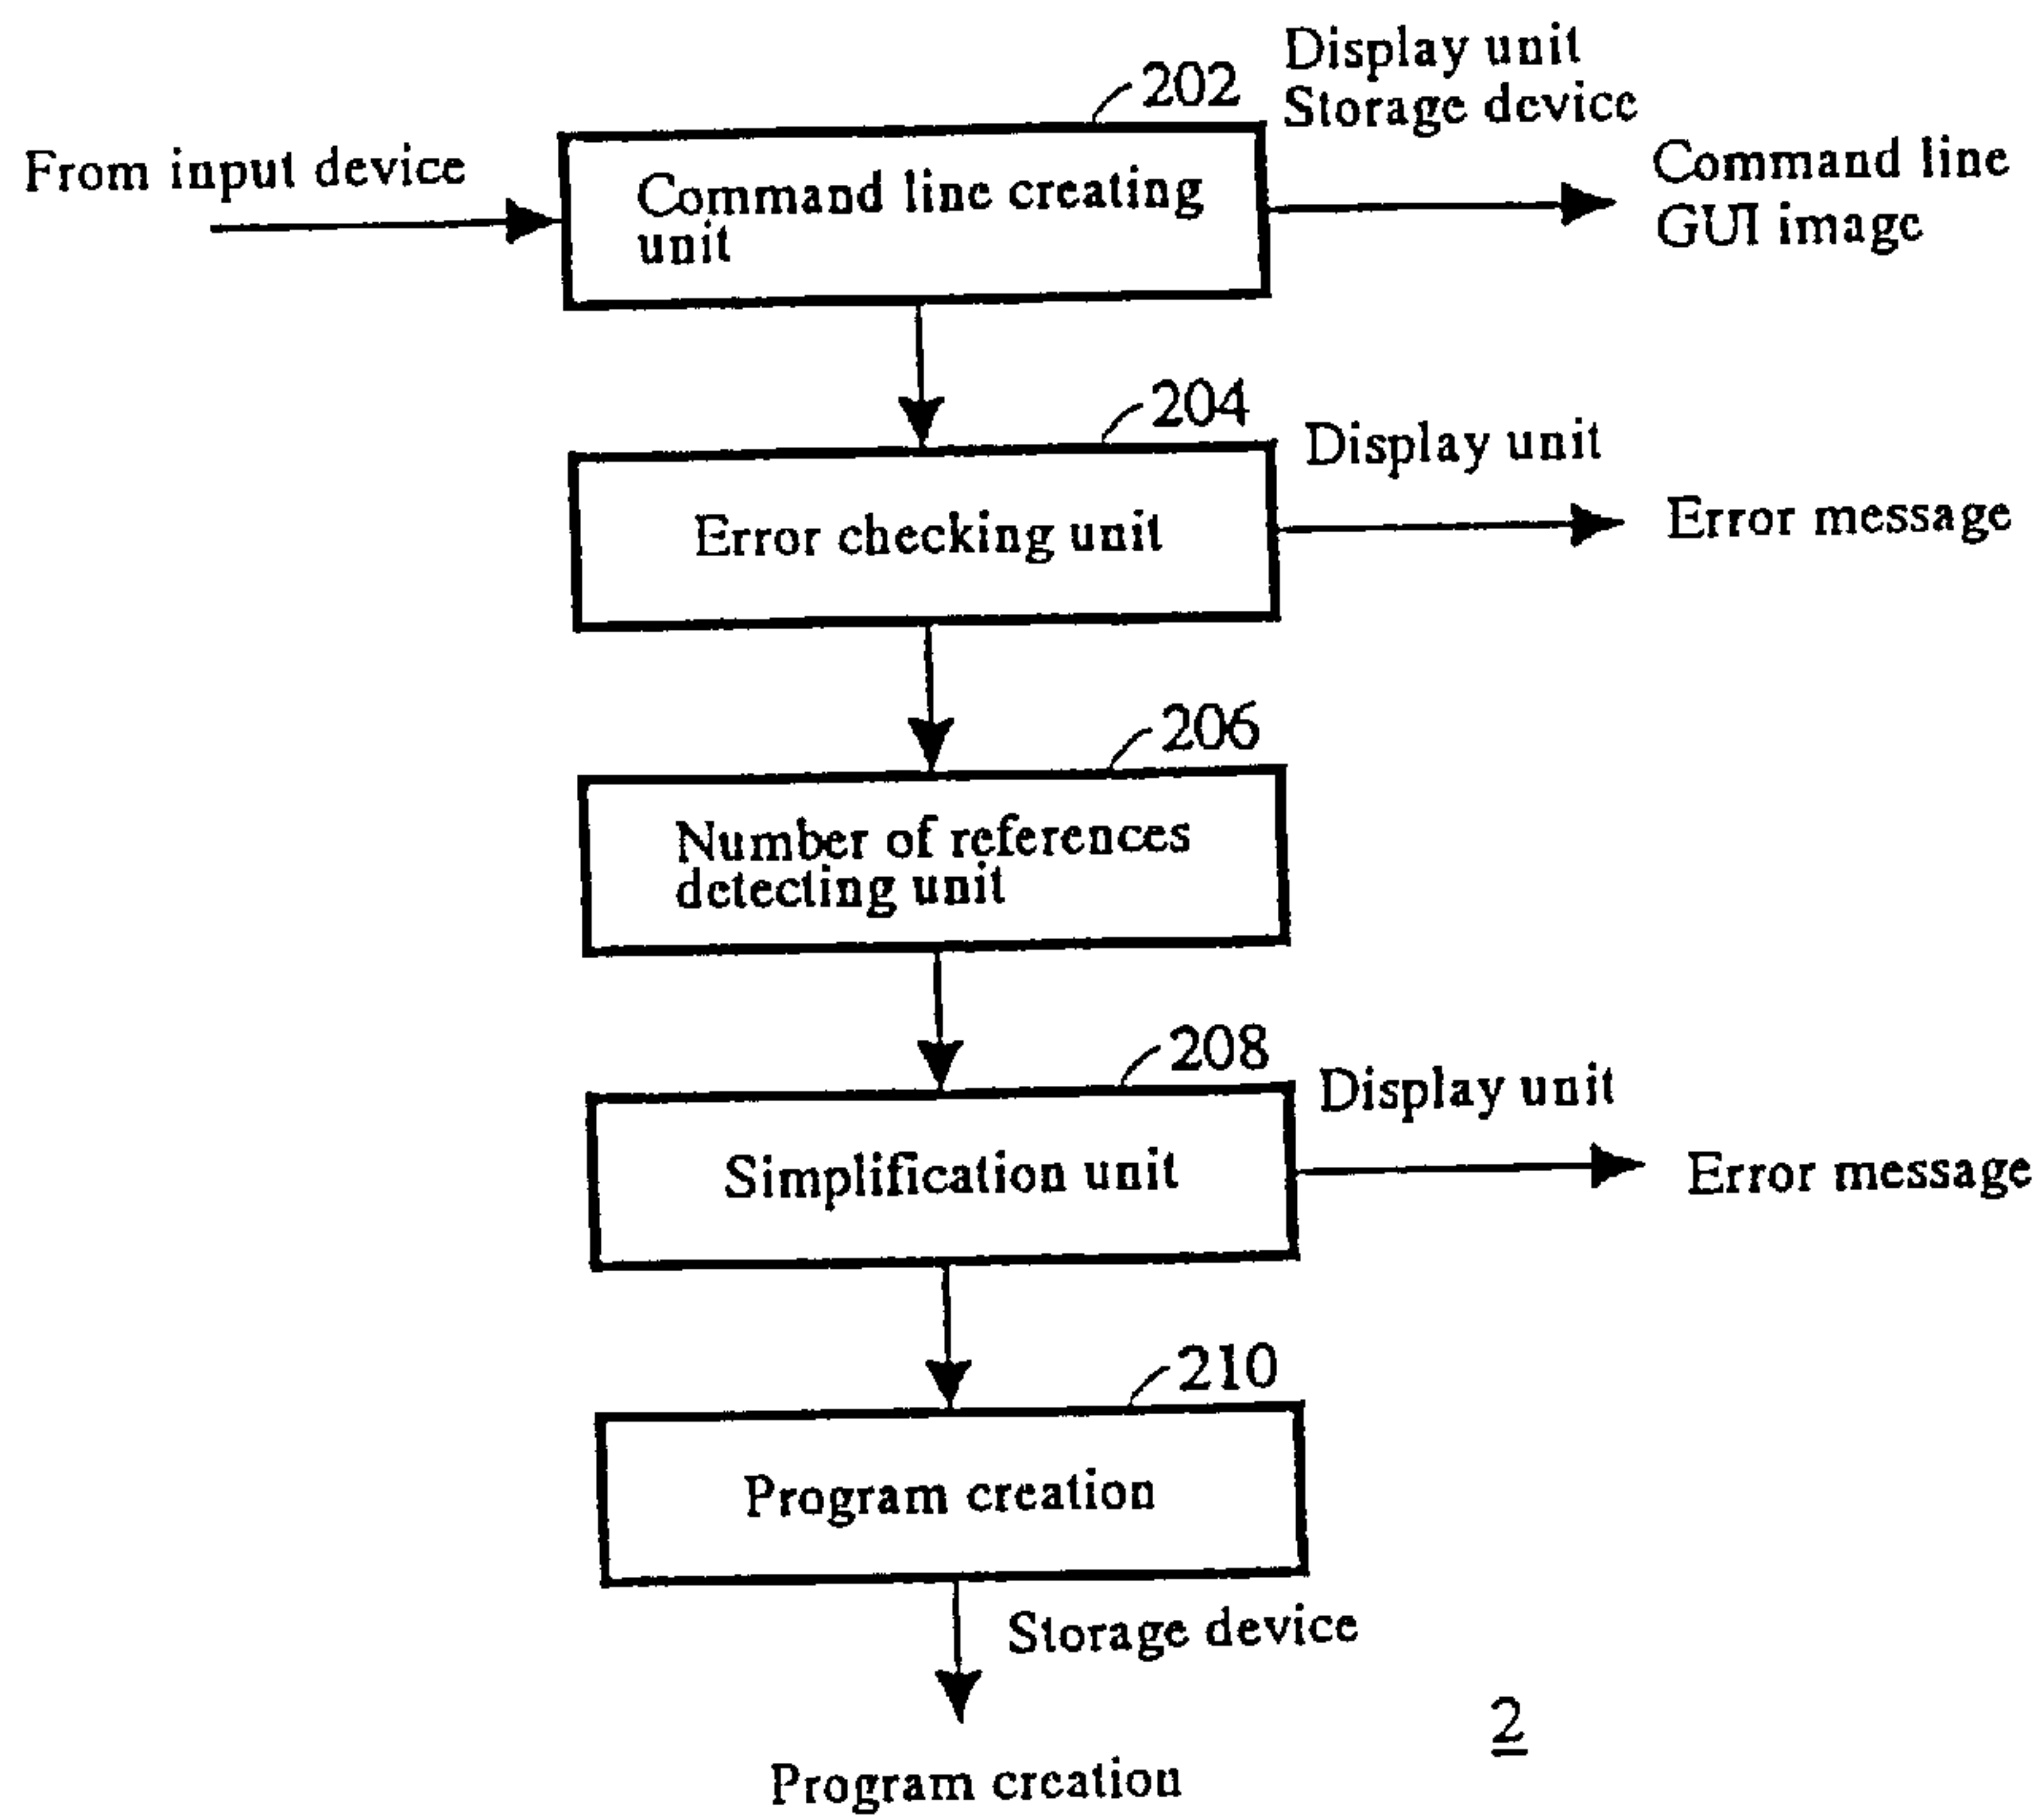 202
Display unit
Storage device
From input device
Command line creating
unit
Command line
GUI image
204
Display unit
Error checking unit
Error message
206
Number of references
detecting unit
208
Display unit
Simplification unit
Error message
210
Program creation
Storage device
2
Program creation